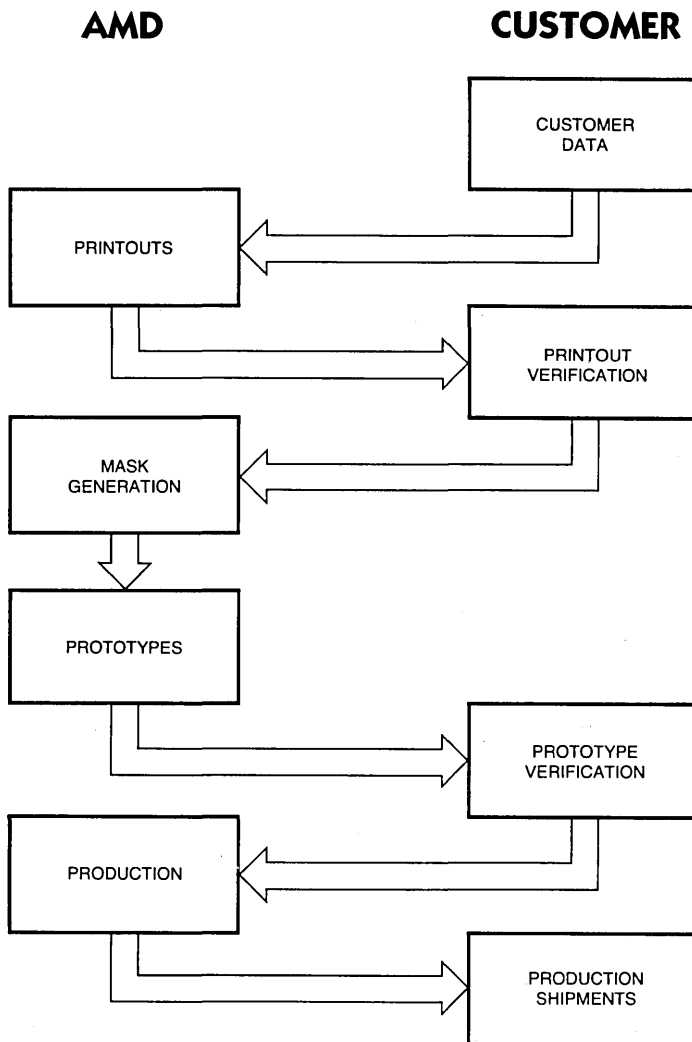 AMD
CUSTOMER
CUSTOMER
DATA
PRINTOUTS
PRINTOUT
VERIFICATION
MASK
GENERATION
PROTOTYPES
PROTOTYPE
VERIFICATION
PRODUCTION
PRODUCTION
SHIPMENTS